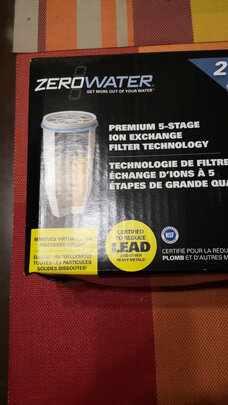 2
ZEROWATER
GET MORE OUT OF YOUR WATER
PREMIUM 5-STAGE
ION EXCHANGE
FILTER TECHNOLOGY
TECHNOLOGIE DE FILTRE
ÉCHANGE D'IONS À 5
ÉTAPES DE GRANDE QUA
REMOVES VIRTUALLY ALL
DISSOLVED SOLIDS
TOUTES LES PARTICULES
SOLIDES DISSOUTES
CERTIFIED
TO REDUCE
LEAD
AND OTHER
HEAVY METALS
NSF
CERTIFIÉ POUR LA RÉDU
PLOMB ET D'AUTRES M